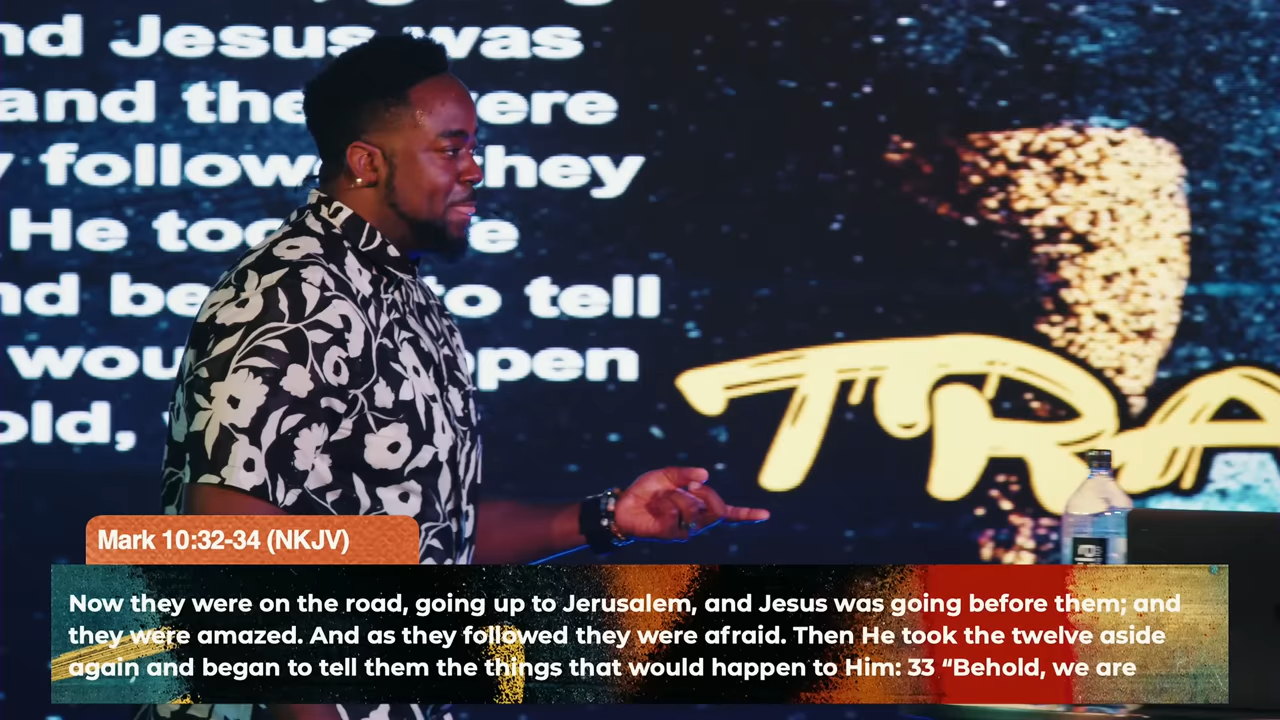 nd Jesus was
and the were
follow they
He too e
nd be to tell
wou ppen
old,
TRA
Mark 10:32-34 (NKJV)
Now they were on the road, going up to Jerusalem, and Jesus was going before them; and
they were amazed. And as they followed they were afraid. Then He took the twelve aside
again and began to tell them the things that would happen to Him: 33 “Behold, we are